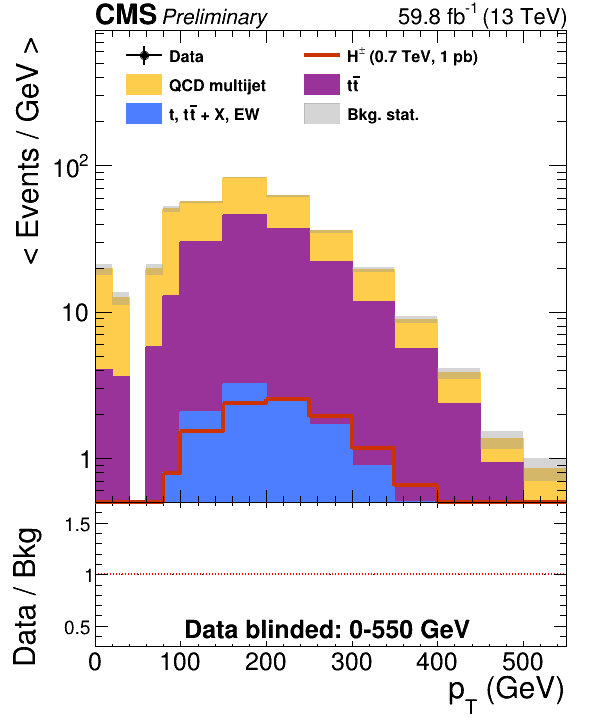 CMS Preliminary 59.8 fb⁻¹ (13 TeV)
< Events / GeV >
Data
H± (0.7 TeV, 1 pb)
QCD multijet
tt̄
t, tt̄ + X, EW
Bkg. stat.
10²
10
1
Data / Bkg
1.5
1
0.5
Data blinded: 0-550 GeV
0 100 200 300 400 500
p_T (GeV)